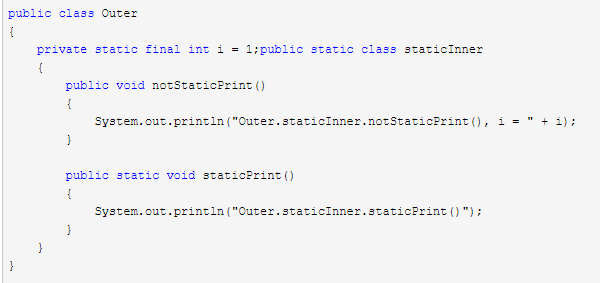 public class Outer
{
private static final int i = 1;public static class staticInner
{
public void notStaticPrint()
{
System.out.println("Outer.staticInner.notStaticPrint(), i = " + i);
}
public static void staticPrint()
{
System.out.println("Outer.staticInner.staticPrint()");
}
}
}